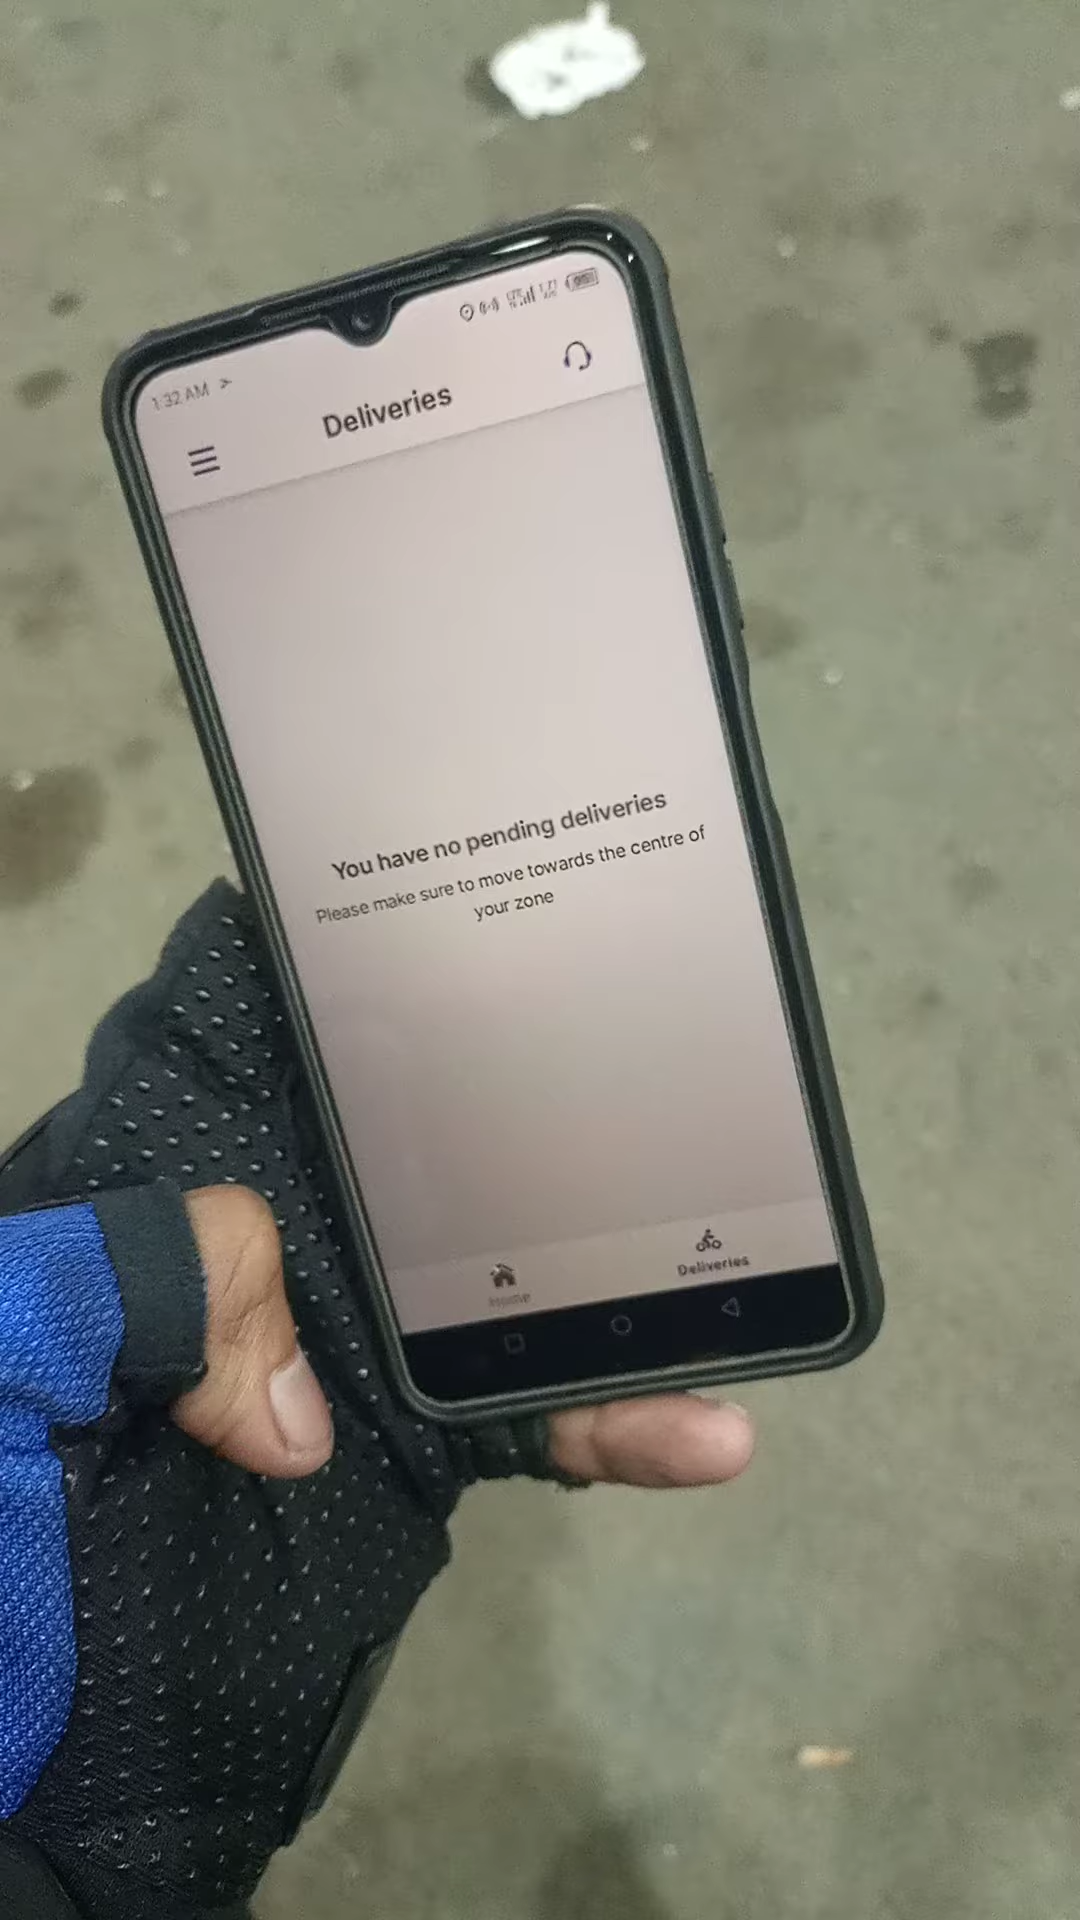 1:32 AM
Deliveries
You have no pending deliveries
Please make sure to move towards the centre of
your zone
Home
Deliveries